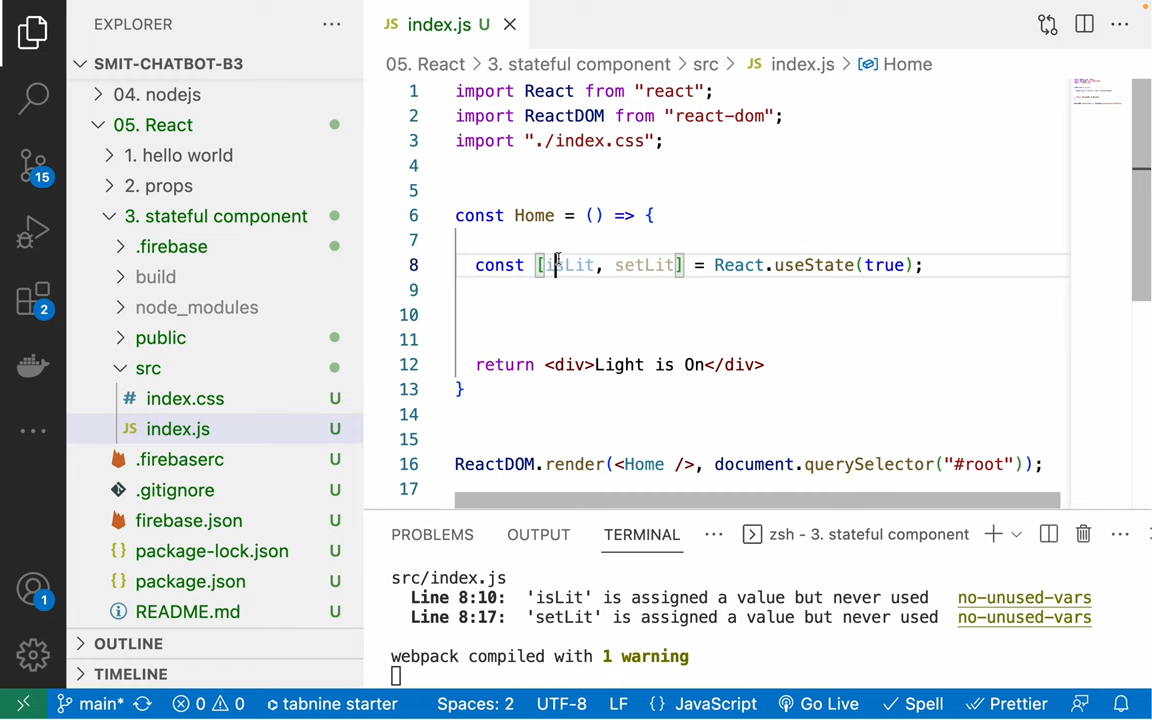 EXPLORER
SMIT-CHATBOT-B3
04. nodejs
05. React
1. hello world
2. props
3. stateful component
.firebase
build
node_modules
public
src
# index.css U
JS index.js U
.firebaserc U
.gitignore U
firebase.json U
{} package-lock.json U
{} package.json U
README.md U
OUTLINE
TIMELINE
15
2
1
JS index.js U
05. React > 3. stateful component > src > JS index.js > Home
1 import React from "react";
2 import ReactDOM from "react-dom";
3 import "./index.css";
4
5
6 const Home = () => {
7
8 const [isLit, setLit] = React.useState(true);
9
10
11
12 return <div>Light is On</div>
13 }
14
15
16 ReactDOM.render(<Home />, document.querySelector("#root"));
17
PROBLEMS OUTPUT TERMINAL ... zsh - 3. stateful component
src/index.js
Line 8:10: 'isLit' is assigned a value but never used no-unused-vars
Line 8:17: 'setLit' is assigned a value but never used no-unused-vars
webpack compiled with 1 warning
main* 0 0 tabnine starter Spaces: 2 UTF-8 LF {} JavaScript Go Live Spell Prettier